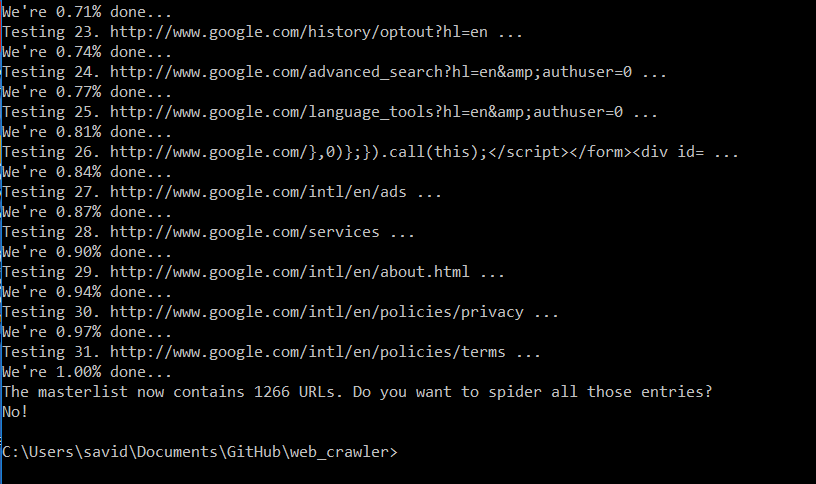 We're 0.71% done...
Testing 23. http://www.google.com/history/optout?hl=en ...
We're 0.74% done...
Testing 24. http://www.google.com/advanced_search?hl=en&amp;authuser=0 ...
We're 0.77% done...
Testing 25. http://www.google.com/language_tools?hl=en&amp;authuser=0 ...
We're 0.81% done...
Testing 26. http://www.google.com/},0)};}).call(this);</script></form><div id= ...
We're 0.84% done...
Testing 27. http://www.google.com/intl/en/ads ...
We're 0.87% done...
Testing 28. http://www.google.com/services ...
We're 0.90% done...
Testing 29. http://www.google.com/intl/en/about.html ...
We're 0.94% done...
Testing 30. http://www.google.com/intl/en/policies/privacy ...
We're 0.97% done...
Testing 31. http://www.google.com/intl/en/policies/terms ...
We're 1.00% done...
The masterlist now contains 1266 URLs. Do you want to spider all those entries?
No!
C:\Users\savid\Documents\GitHub\web_crawler>